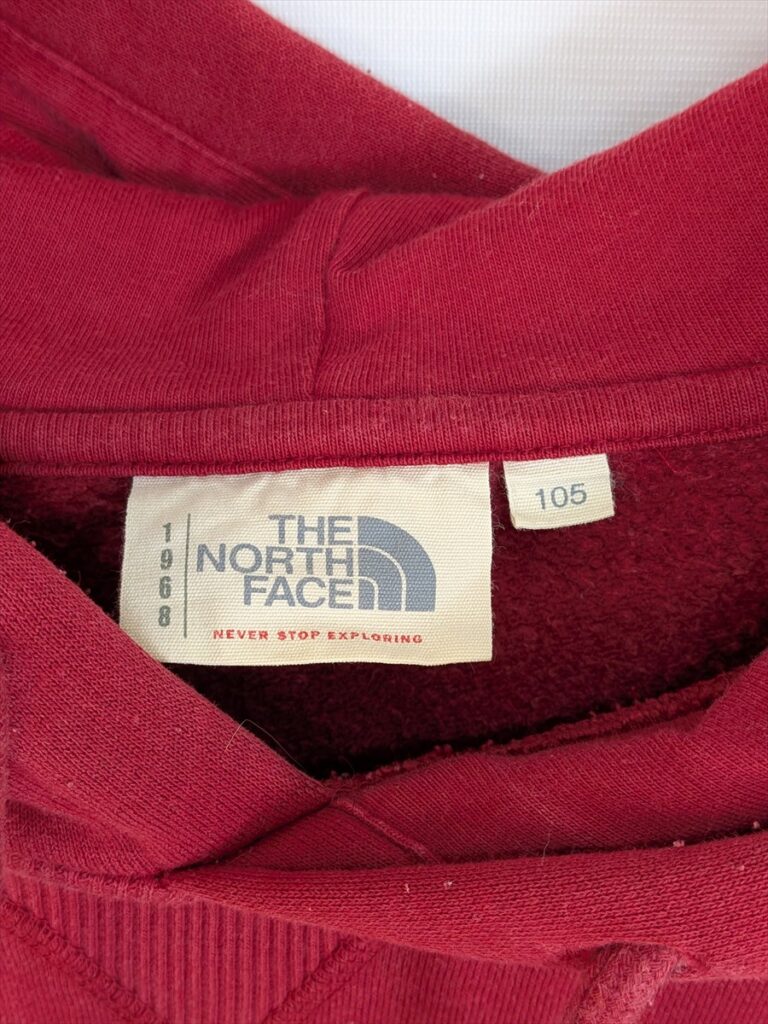 1968
THE
NORTH
FACE
NEVER STOP EXPLORING
105